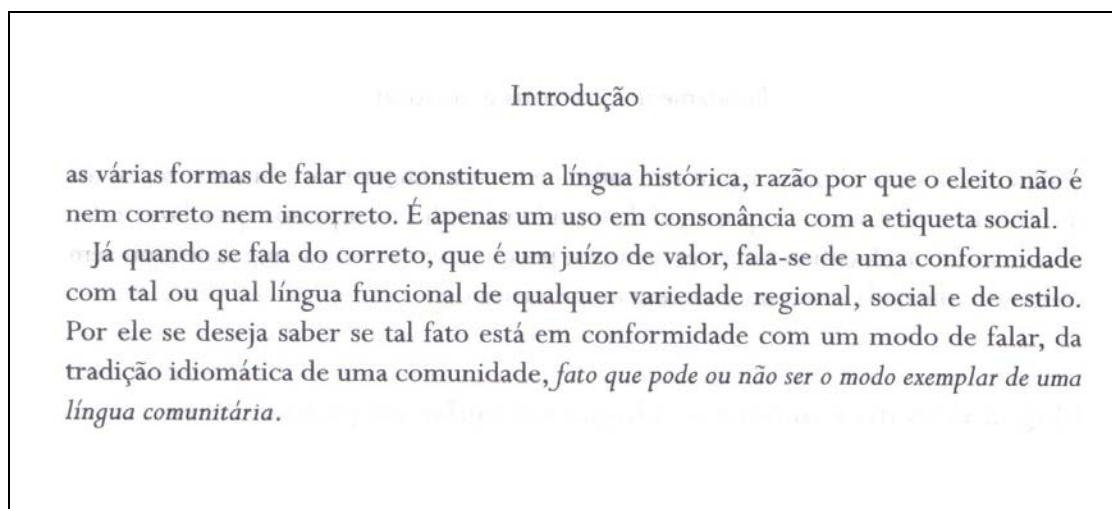 Introdução
as várias formas de falar que constituem a língua histórica, razão por que o eleito não é
nem correto nem incorreto. É apenas um uso em consonância com a etiqueta social.
Já quando se fala do correto, que é um juízo de valor, fala-se de uma conformidade
com tal ou qual língua funcional de qualquer variedade regional, social e de estilo.
Por ele se deseja saber se tal fato está em conformidade com um modo de falar, da
tradição idiomática de uma comunidade, fato que pode ou não ser o modo exemplar de uma
língua comunitária.